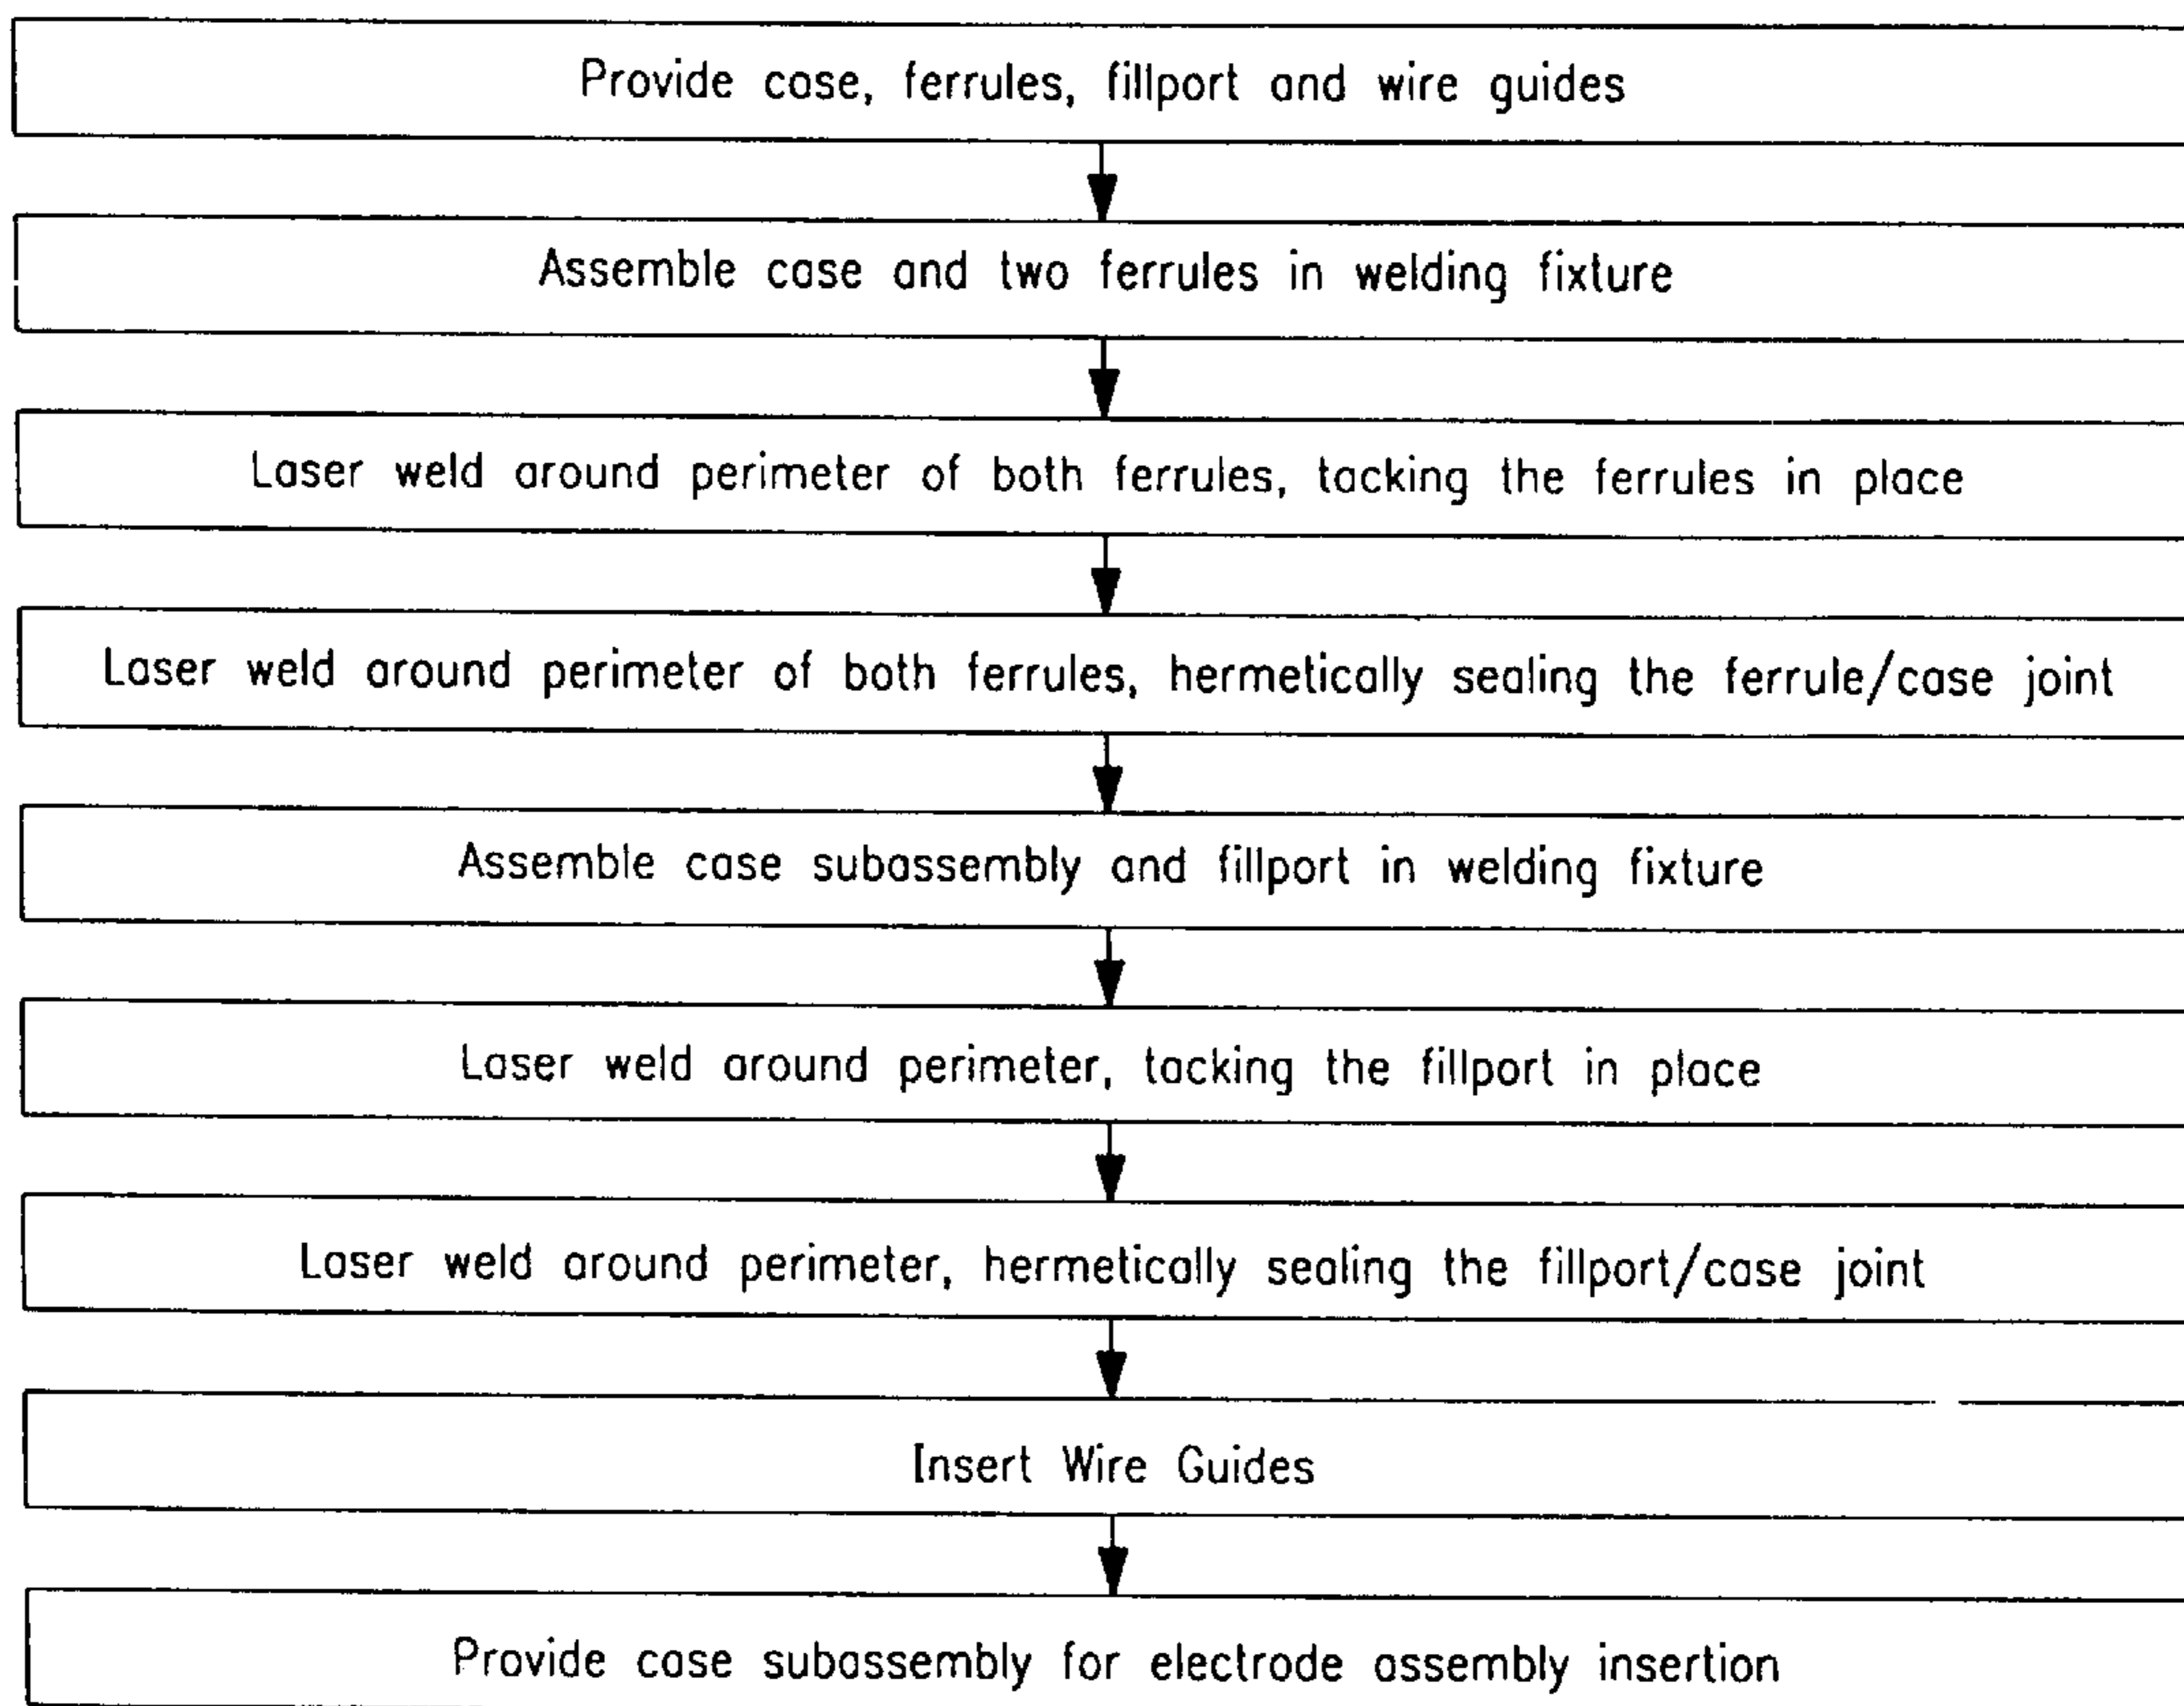 Provide case, ferrules, fillport and wire guides
Assemble case and two ferrules in welding fixture
Laser weld around perimeter of both ferrules, tacking the ferrules in place
Laser weld around perimeter of both ferrules, hermetically sealing the ferrule/case joint
Assemble case subassembly and fillport in welding fixture
Laser weld around perimeter, tacking the fillport in place
Laser weld around perimeter, hermetically sealing the fillport/case joint
Insert Wire Guides
Provide case subassembly for electrode assembly insertion